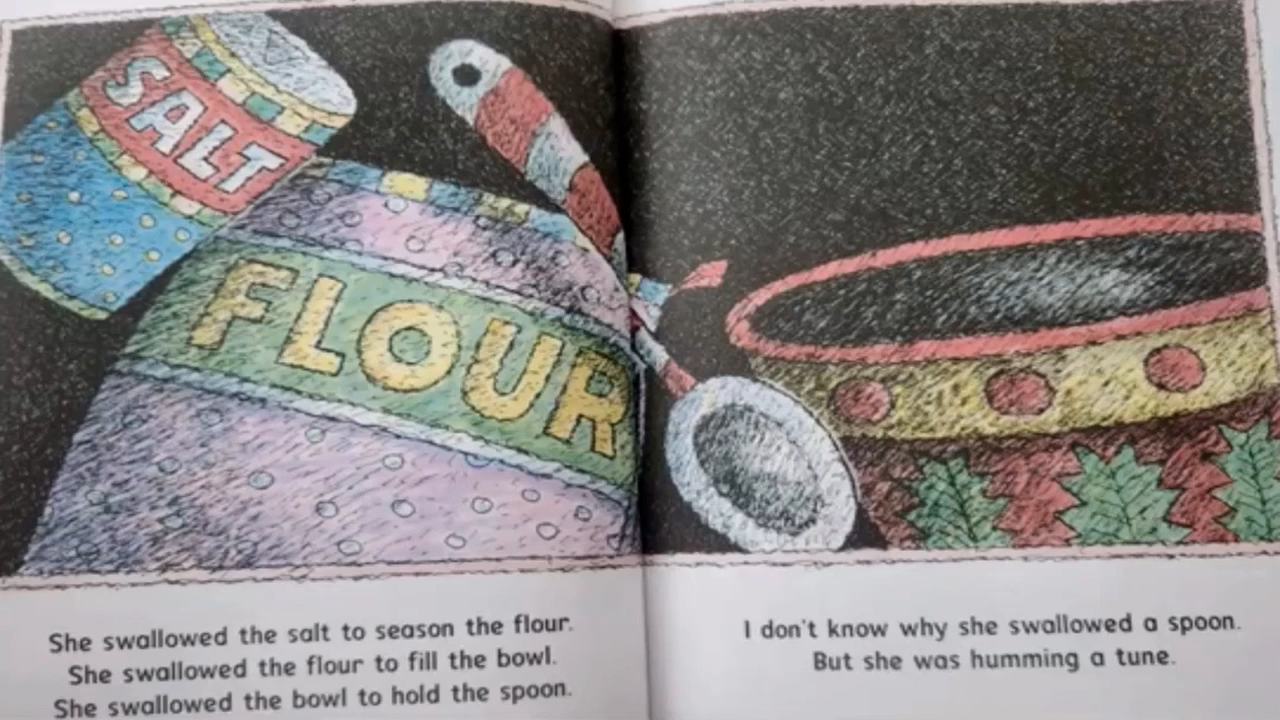 SALT
FLOUR
She swallowed the salt to season the flour.
She swallowed the flour to fill the bowl.
She swallowed the bowl to hold the spoon.
I don't know why she swallowed a spoon.
But she was humming a tune.